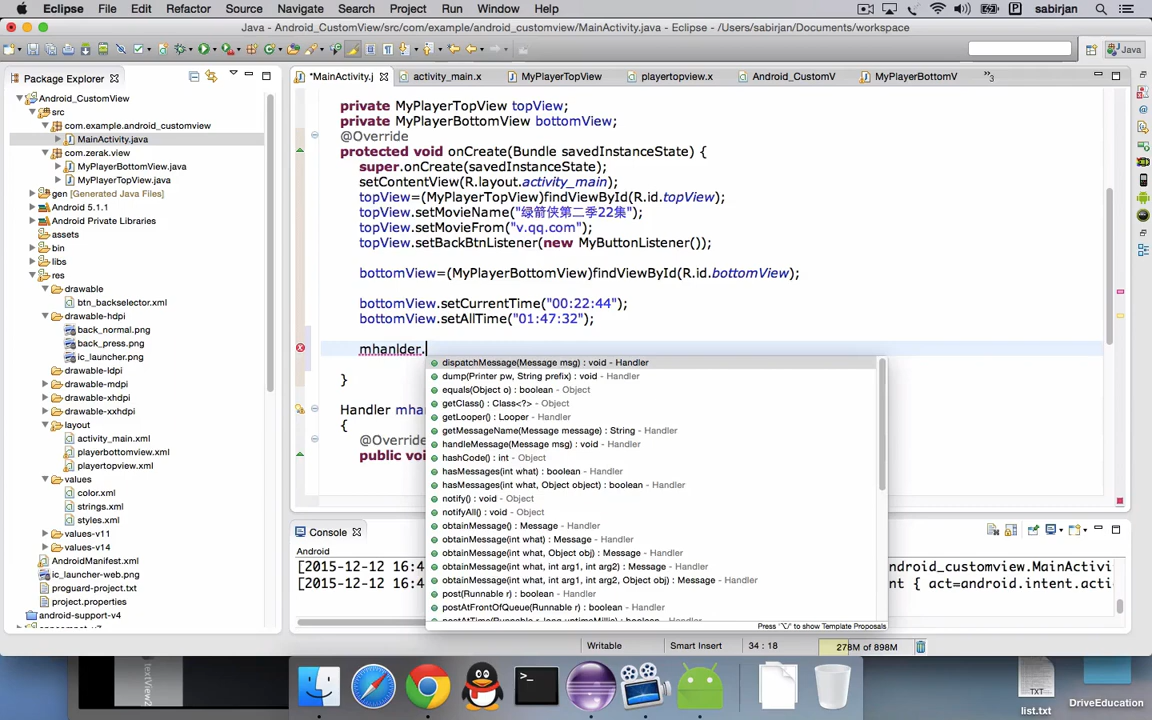 Eclipse File Edit Refactor Source Navigate Search Project Run Window Help sabirjan
Java - Android_CustomView/src/com/example/android_customview/MainActivity.java - Eclipse - /Users/sabirjan/Documents/workspace
Java
Package Explorer
*MainActivity.j activity_main.x MyPlayerTopView playertopview.x Android_CustomV MyPlayerBottomV »3
Android_CustomView
src
com.example.android_customview
MainActivity.java
com.zerak.view
MyPlayerBottomView.java
MyPlayerTopView.java
gen [Generated Java Files]
Android 5.1.1
Android Private Libraries
assets
bin
libs
res
drawable
btn_backselector.xml
drawable-hdpi
back_normal.png
back_press.png
ic_launcher.png
drawable-ldpi
drawable-mdpi
drawable-xhdpi
drawable-xxhdpi
layout
activity_main.xml
playerbottomview.xml
playertopview.xml
values
color.xml
strings.xml
styles.xml
values-v11
values-v14
AndroidManifest.xml
ic_launcher-web.png
proguard-project.txt
project.properties
android-support-v4
private MyPlayerTopView topView;
private MyPlayerBottomView bottomView;
@Override
protected void onCreate(Bundle savedInstanceState) {
super.onCreate(savedInstanceState);
setContentView(R.layout.activity_main);
topView=(MyPlayerTopView)findViewById(R.id.topView);
topView.setMovieName("绿箭侠第二季22集");
topView.setMovieFrom("v.qq.com");
topView.setBackBtnListener(new MyButtonListener());
bottomView=(MyPlayerBottomView)findViewById(R.id.bottomView);
bottomView.setCurrentTime("00:22:44");
bottomView.setAllTime("01:47:32");
mhanlder.
}
Handler mha
{
@Override
public voi
dispatchMessage(Message msg) : void - Handler
dump(Printer pw, String prefix) : void - Handler
equals(Object o) : boolean - Object
getClass() : Class<?> - Object
getLooper() : Looper - Handler
getMessageName(Message message) : String - Handler
handleMessage(Message msg) : void - Handler
hashCode() : int - Object
hasMessages(int what) : boolean - Handler
hasMessages(int what, Object object) : boolean - Handler
notify() : void - Object
notifyAll() : void - Object
obtainMessage() : Message - Handler
obtainMessage(int what) : Message - Handler
obtainMessage(int what, Object obj) : Message - Handler
obtainMessage(int what, int arg1, int arg2) : Message - Handler
obtainMessage(int what, int arg1, int arg2, Object obj) : Message - Handler
post(Runnable r) : boolean - Handler
postAtFrontOfQueue(Runnable r) : boolean - Handler
Press '⌥/' to show Template Proposals
Console
Android
[2015-12-12 16:4 android_customview.MainActivi
[2015-12-12 16:4 ent { act=android.intent.actio
Writable Smart Insert 34 : 18 278M of 898M
textView2
TXT
list.txt
DriveEducation